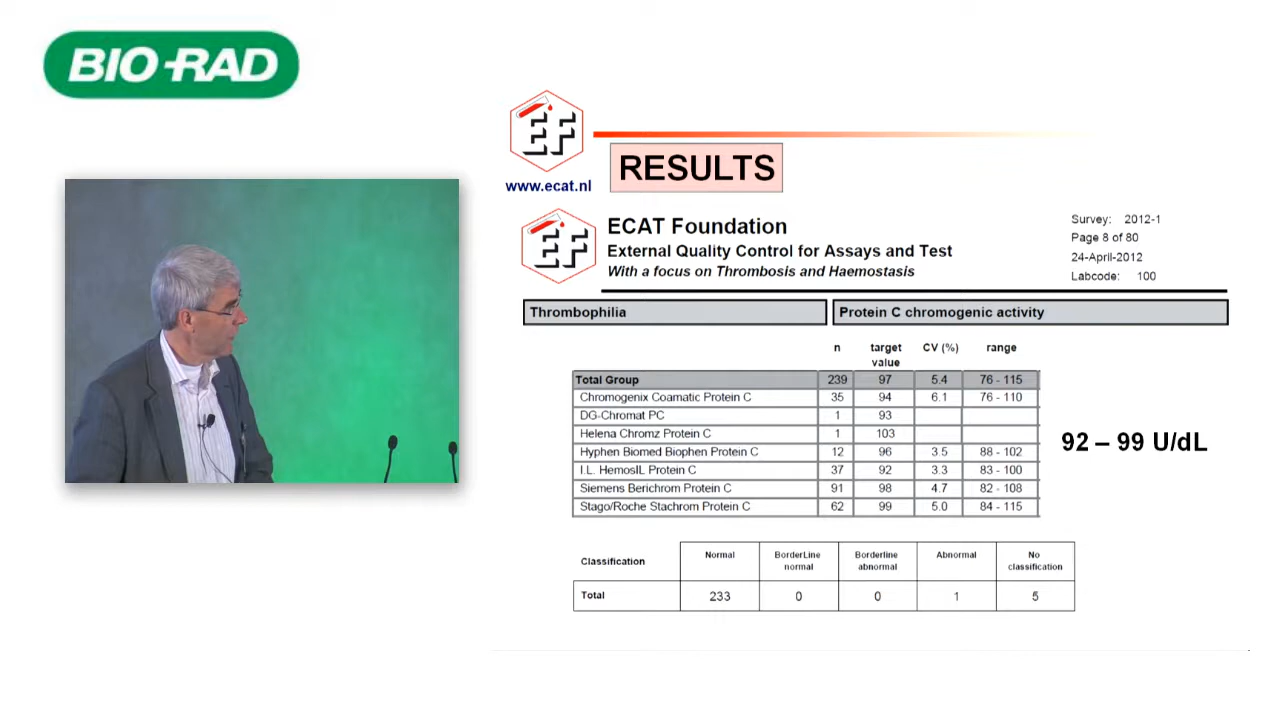 BIO-RAD
EF
www.ecat.nl
RESULTS
EF
ECAT Foundation
External Quality Control for Assays and Test
With a focus on Thrombosis and Haemostasis
Survey: 2012-1
Page 8 of 80
24-April-2012
Labcode: 100
Thrombophilia Protein C chromogenic activity
n target value CV (%) range
Total Group 239 97 5.4 76 - 115
Chromogenix Coamatic Protein C 35 94 6.1 76 - 110
DG-Chromat PC 1 93
Helena Chromz Protein C 1 103
Hyphen Biomed Biophen Protein C 12 96 3.5 88 - 102
I.L. HemosIL Protein C 37 92 3.3 83 - 100
Siemens Berichrom Protein C 91 98 4.7 82 - 108
Stago/Roche Stachrom Protein C 62 99 5.0 84 - 115
92 – 99 U/dL
Classification Normal BorderLine normal Borderline abnormal Abnormal No classification
Total 233 0 0 1 5